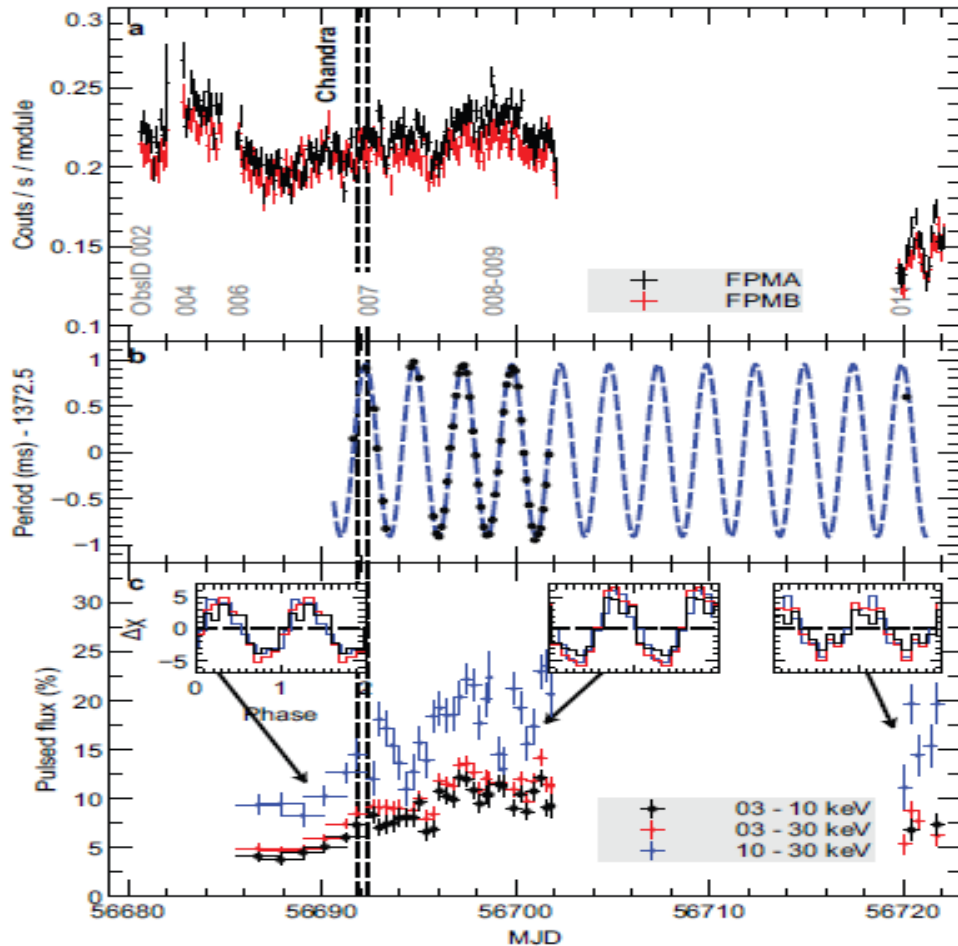 a
Chandra
0.3
0.25
0.2
0.15
0.1
Couts / s / module
ObsID 002
004
006
007
008-009
014
FPMA
FPMB
b
1
0.5
0
−0.5
−1
Period (ms) - 1372.5
c
30
25
20
15
10
5
0
Pulsed flux (%)
Δχ
5
0
−5
0
1
2
Phase
03 - 10 keV
03 - 30 keV
10 - 30 keV
56680
56690
56700
56710
56720
MJD